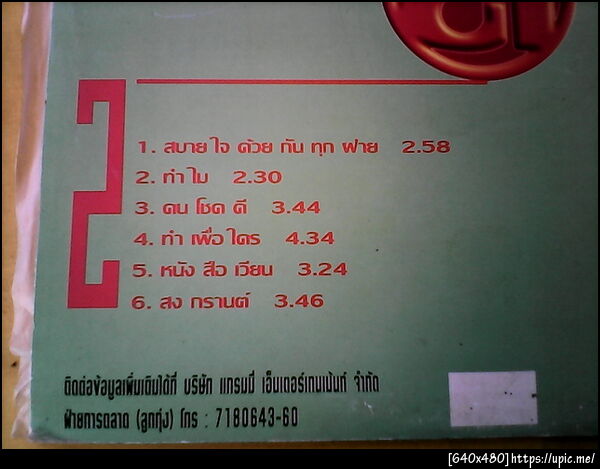 2
1. สบาย ใจ ด้วย กัน ทุก ฝ่าย 2.58
2. ทำ ไม 2.30
3. คน โชค ดี 3.44
4. ทำ เพื่อ ใคร 4.34
5. หนัง สือ เวียน 3.24
6. สง กรานต์ 3.46
ติดต่อข้อมูลเพิ่มเติมได้ที่ บริษัท แกรมมี่ เอ็นเตอร์เทนเม้นท์ จำกัด
ฝ่ายการตลาด (ลูกทุ่ง) โทร : 7180643-60
[640x480]https://upic.me/